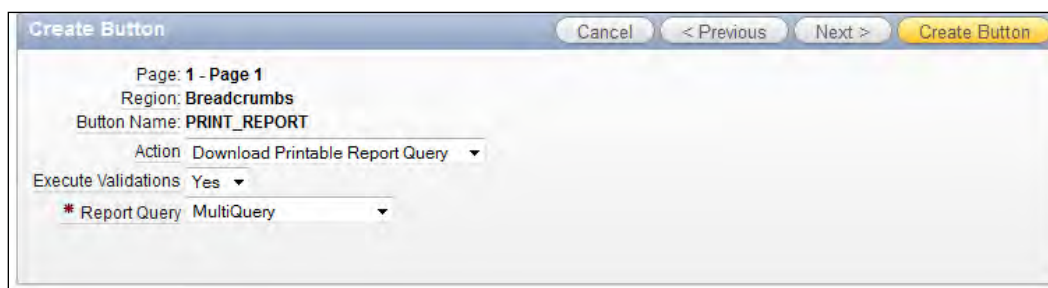 Create Button
Cancel < Previous Next > Create Button
Page: 1 - Page 1
Region: Breadcrumbs
Button Name: PRINT_REPORT
Action Download Printable Report Query
Execute Validations Yes
* Report Query MultiQuery